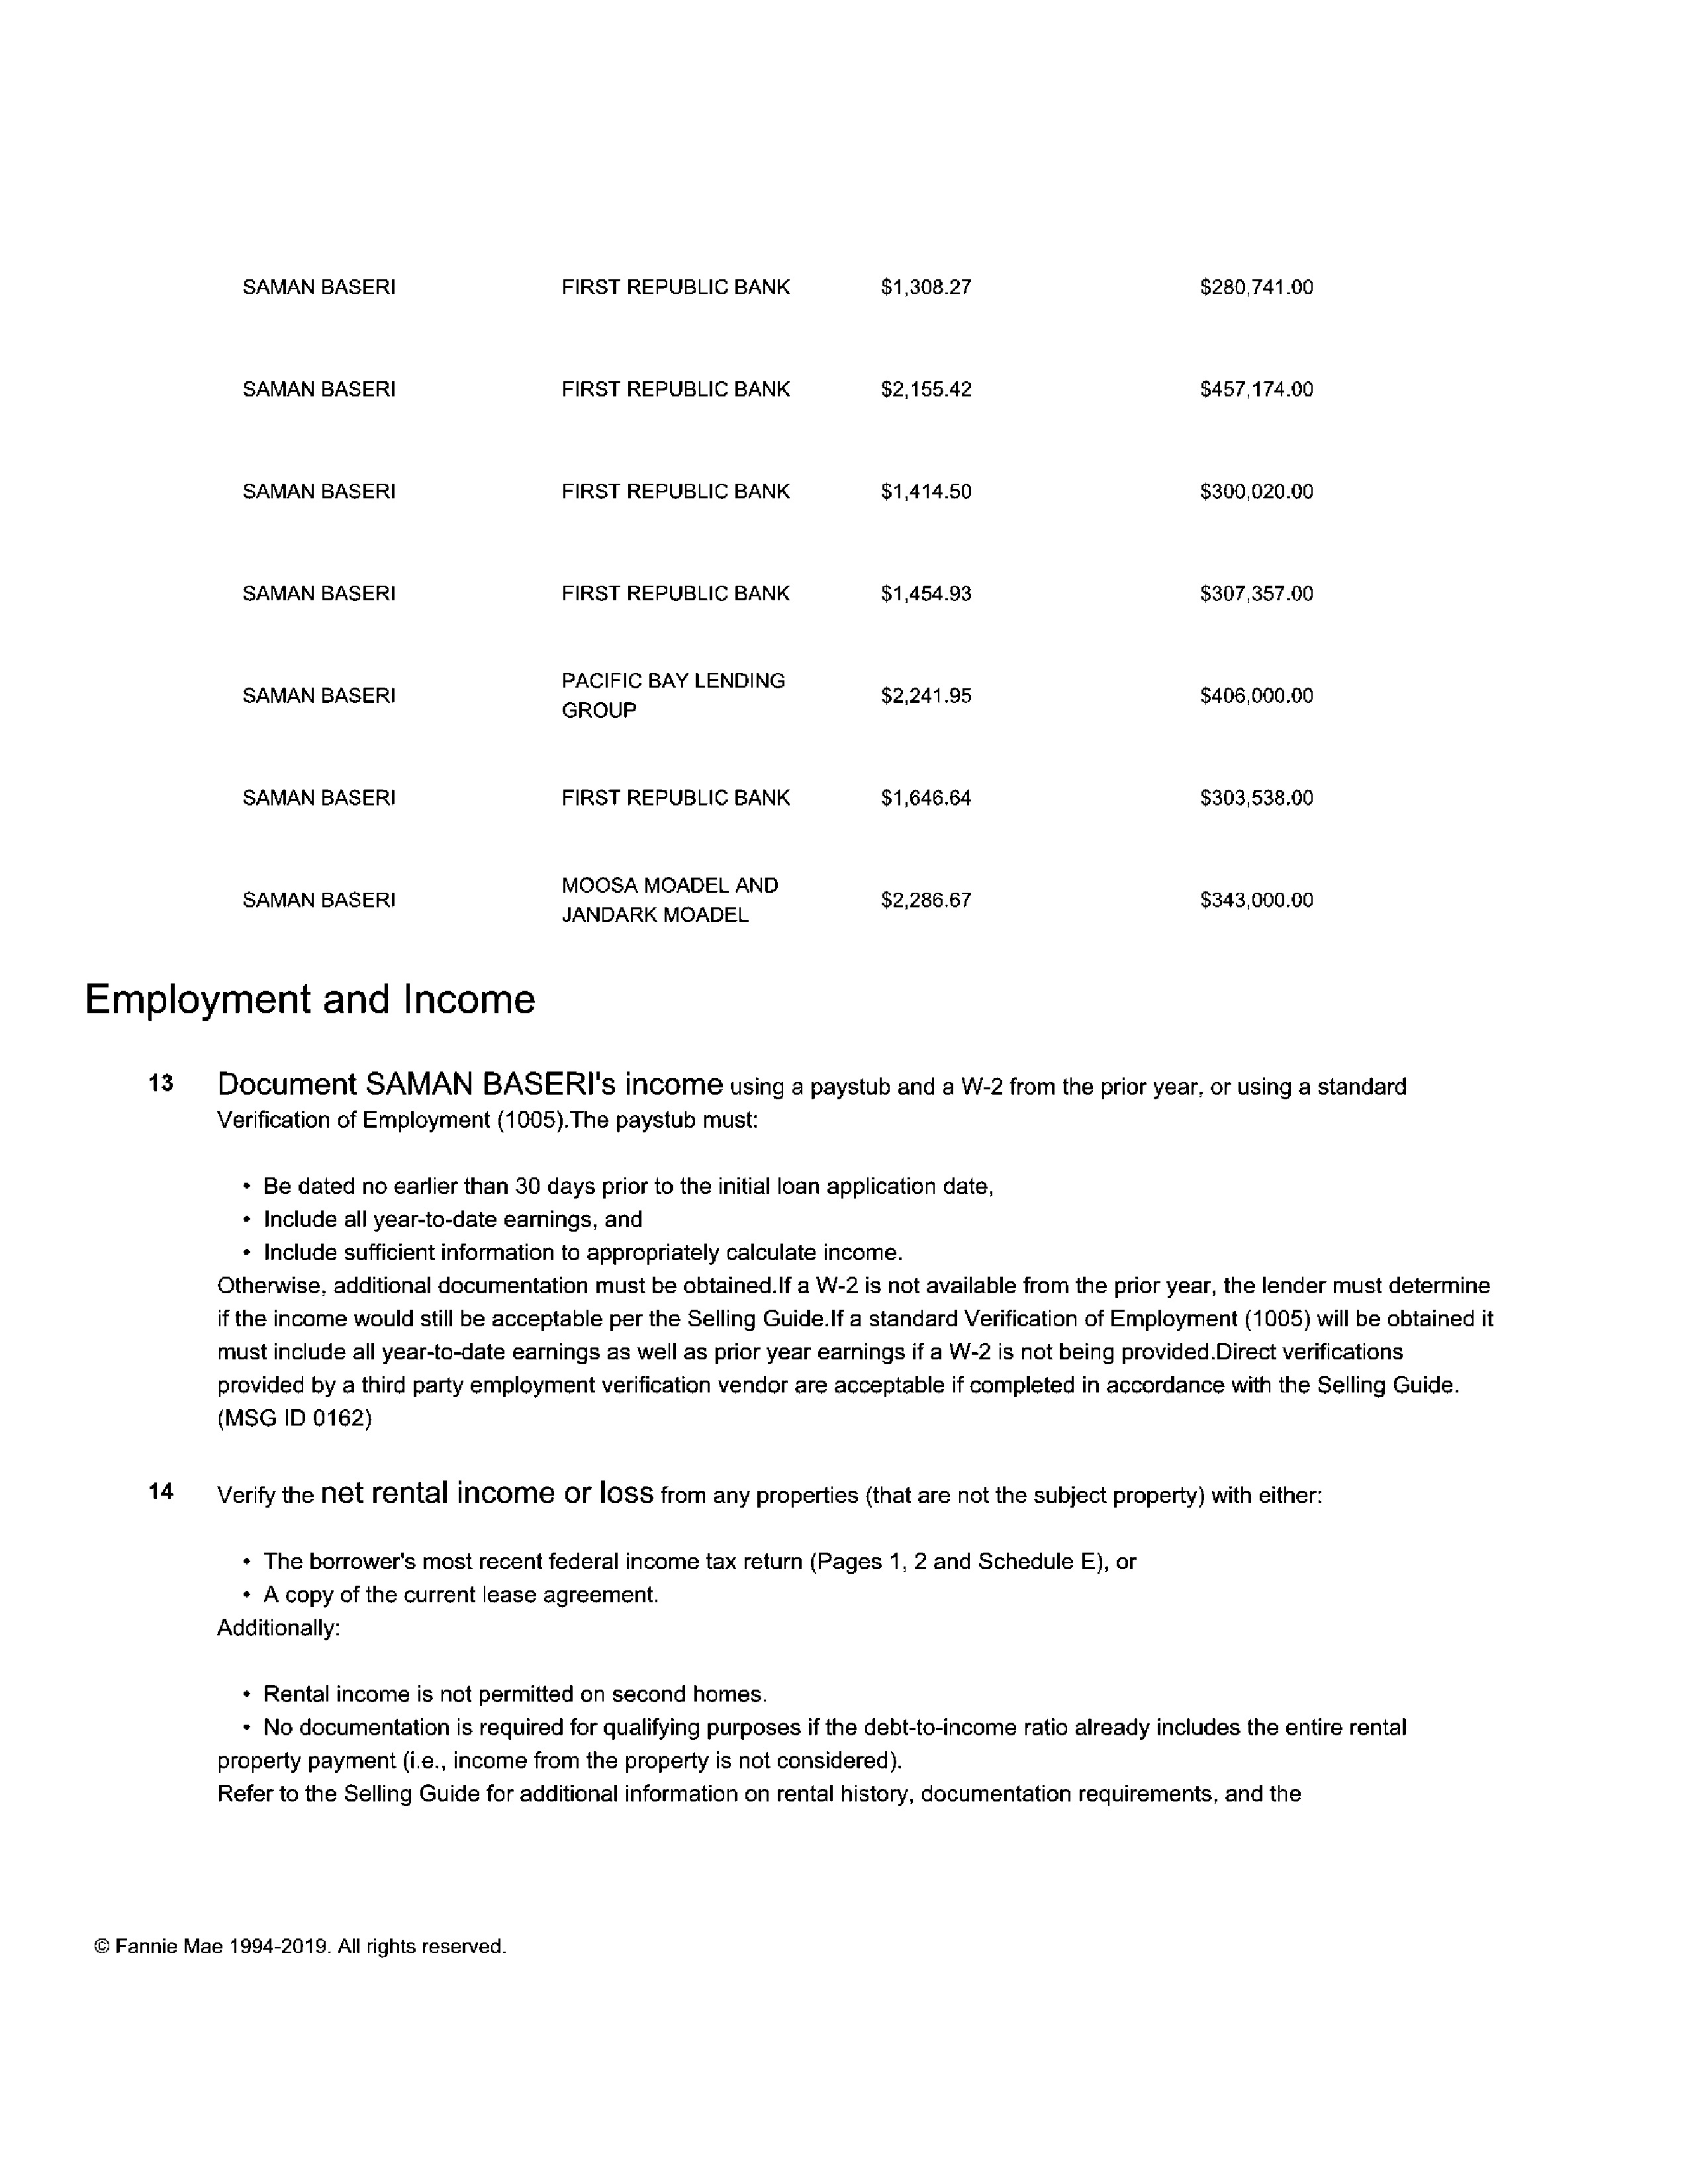 SAMAN BASERI FIRST REPUBLIC BANK $1,308.27 $280,741.00
SAMAN BASERI FIRST REPUBLIC BANK $2,155.42 $457,174.00
SAMAN BASERI FIRST REPUBLIC BANK $1,414.50 $300,020.00
SAMAN BASERI FIRST REPUBLIC BANK $1,454.93 $307,357.00
SAMAN BASERI PACIFIC BAY LENDING GROUP $2,241.95 $406,000.00
SAMAN BASERI FIRST REPUBLIC BANK $1,646.64 $303,538.00
SAMAN BASERI MOOSA MOADEL AND JANDARK MOADEL $2,286.67 $343,000.00
Employment and Income
13 Document SAMAN BASERI's income using a paystub and a W-2 from the prior year, or using a standard
Verification of Employment (1005).The paystub must:
• Be dated no earlier than 30 days prior to the initial loan application date,
• Include all year-to-date earnings, and
• Include sufficient information to appropriately calculate income.
Otherwise, additional documentation must be obtained.If a W-2 is not available from the prior year, the lender must determine
if the income would still be acceptable per the Selling Guide.If a standard Verification of Employment (1005) will be obtained it
must include all year-to-date earnings as well as prior year earnings if a W-2 is not being provided.Direct verifications
provided by a third party employment verification vendor are acceptable if completed in accordance with the Selling Guide.
(MSG ID 0162)
14 Verify the net rental income or loss from any properties (that are not the subject property) with either:
• The borrower's most recent federal income tax return (Pages 1, 2 and Schedule E), or
• A copy of the current lease agreement.
Additionally:
• Rental income is not permitted on second homes.
• No documentation is required for qualifying purposes if the debt-to-income ratio already includes the entire rental
property payment (i.e., income from the property is not considered).
Refer to the Selling Guide for additional information on rental history, documentation requirements, and the
© Fannie Mae 1994-2019. All rights reserved.